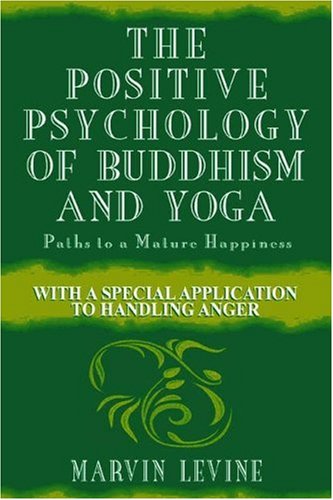 THE
POSITIVE
PSYCHOLOGY
OF BUDDHISM
AND YOGA
Paths to a Mature Happiness
WITH A SPECIAL APPLICATION
TO HANDLING ANGER
MARVIN LEVINE